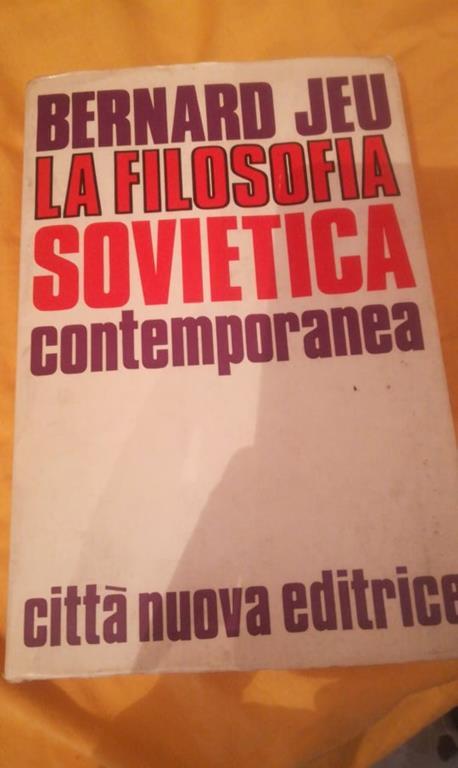 BERNARD JEU
LA FILOSOFIA
SOVIETICA
contemporanea
città nuova editrice